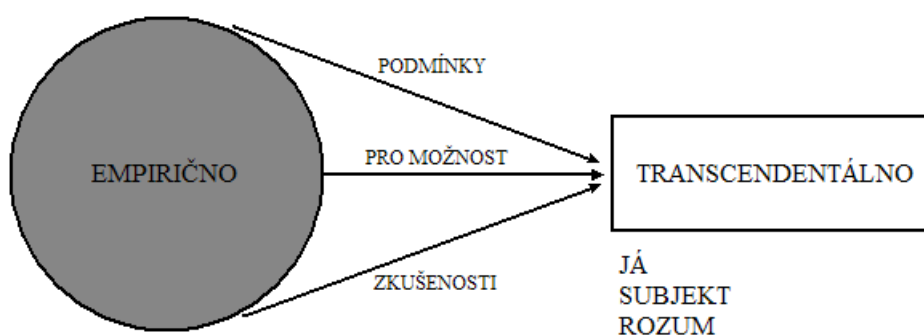 PODMÍNKY
EMPIRIČNO
PRO MOŽNOST
TRANSCENDENTÁLNO
ZKUŠENOSTI
JÁ
SUBJEKT
ROZUM